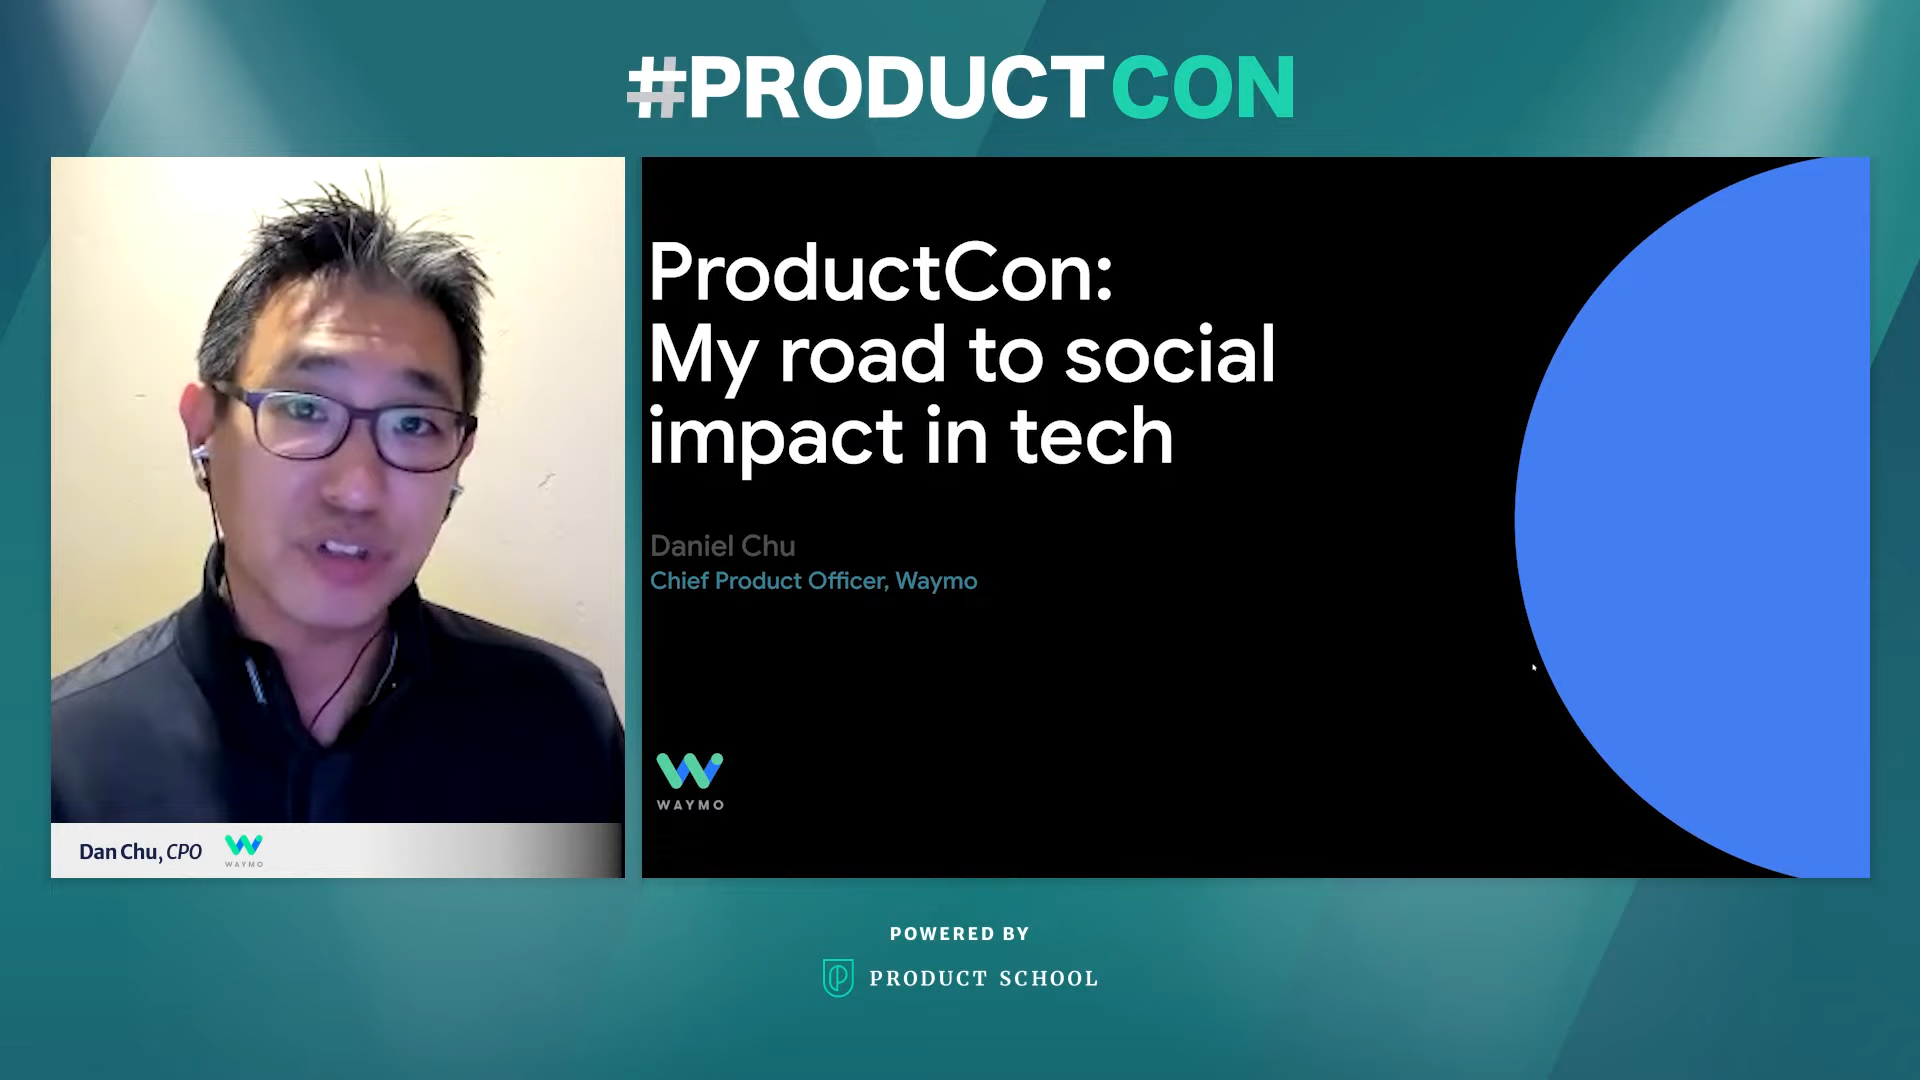 #PRODUCTCON
ProductCon:
My road to social
impact in tech
Daniel Chu
Chief Product Officer, Waymo
WAYMO
Dan Chu, CPO
WAYMO
POWERED BY
PRODUCT SCHOOL